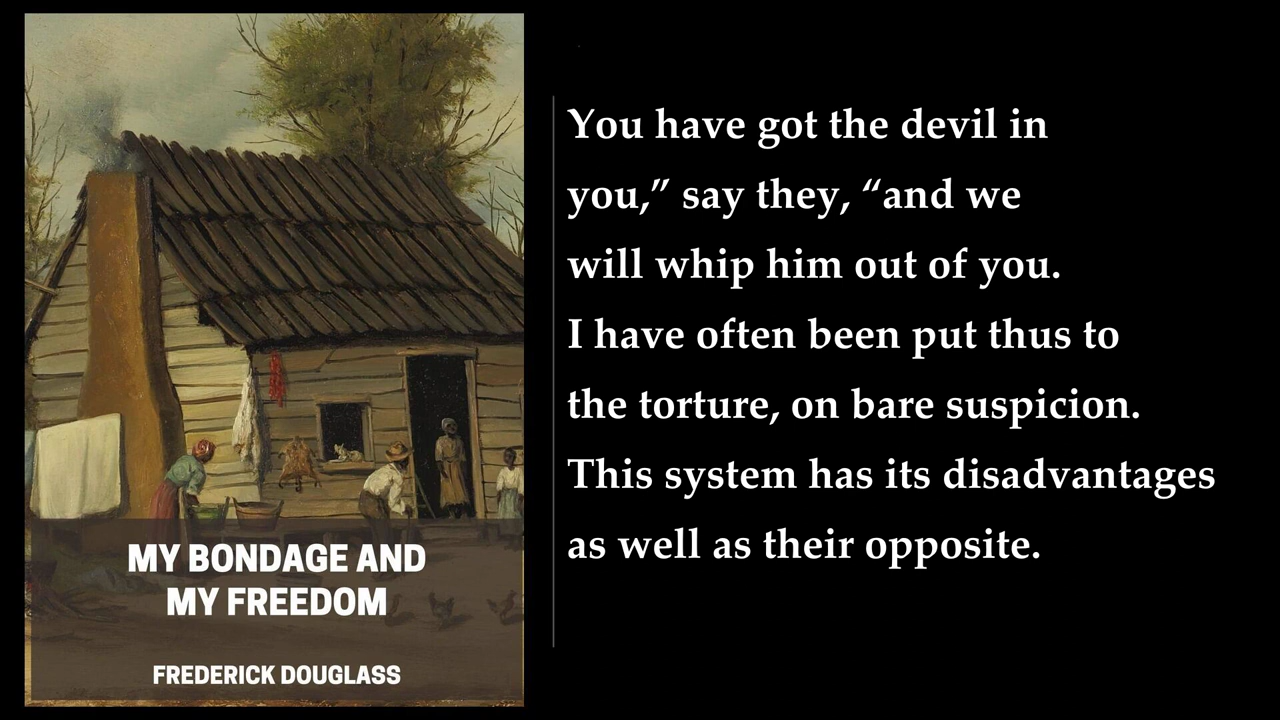 MY BONDAGE AND
MY FREEDOM
FREDERICK DOUGLASS
You have got the devil in
you,” say they, “and we
will whip him out of you.
I have often been put thus to
the torture, on bare suspicion.
This system has its disadvantages
as well as their opposite.